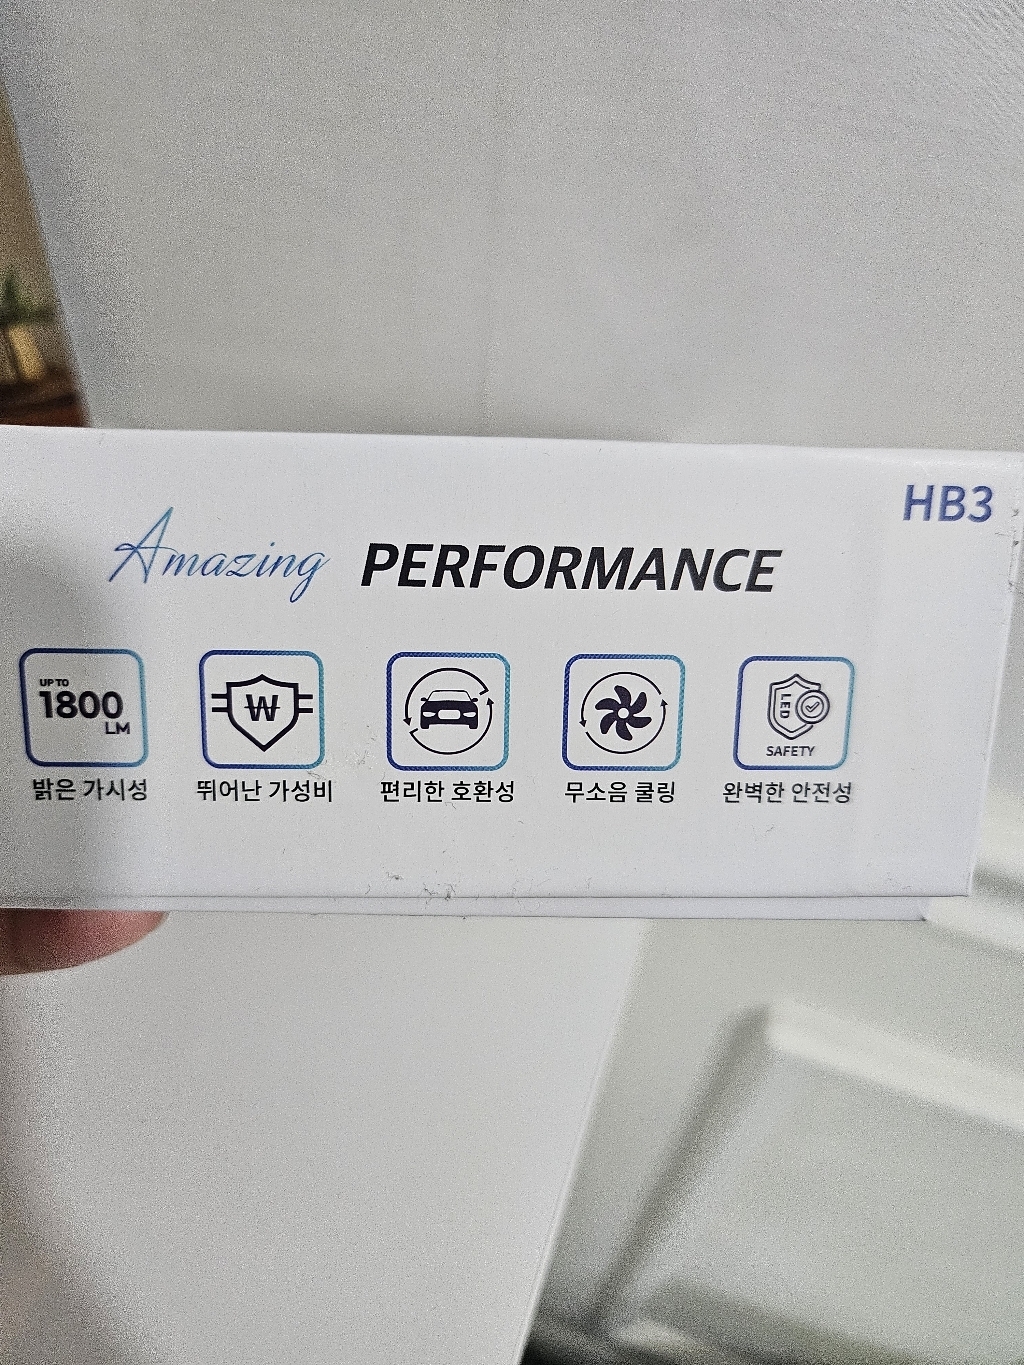 HB3
Amazing PERFORMANCE
UP TO
1800
LM
W
LED
SAFETY
밝은 가시성
뛰어난 가성비
편리한 호환성
무소음 쿨링
완벽한 안전성